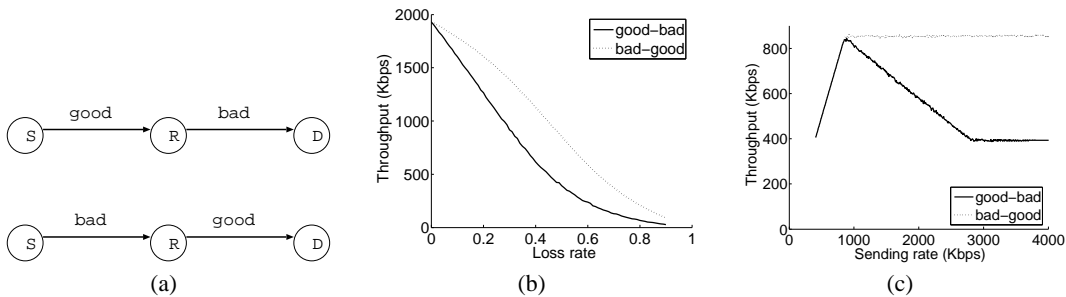 good
bad
S
R
D
bad
good
S
R
D
(a)
2000
1500
1000
500
0
0
0.2
0.4
0.6
0.8
1
Throughput (Kbps)
Loss rate
good−bad
bad−good
(b)
800
600
400
200
0
0
1000
2000
3000
4000
Throughput (Kbps)
Sending rate (Kbps)
good−bad
bad−good
(c)